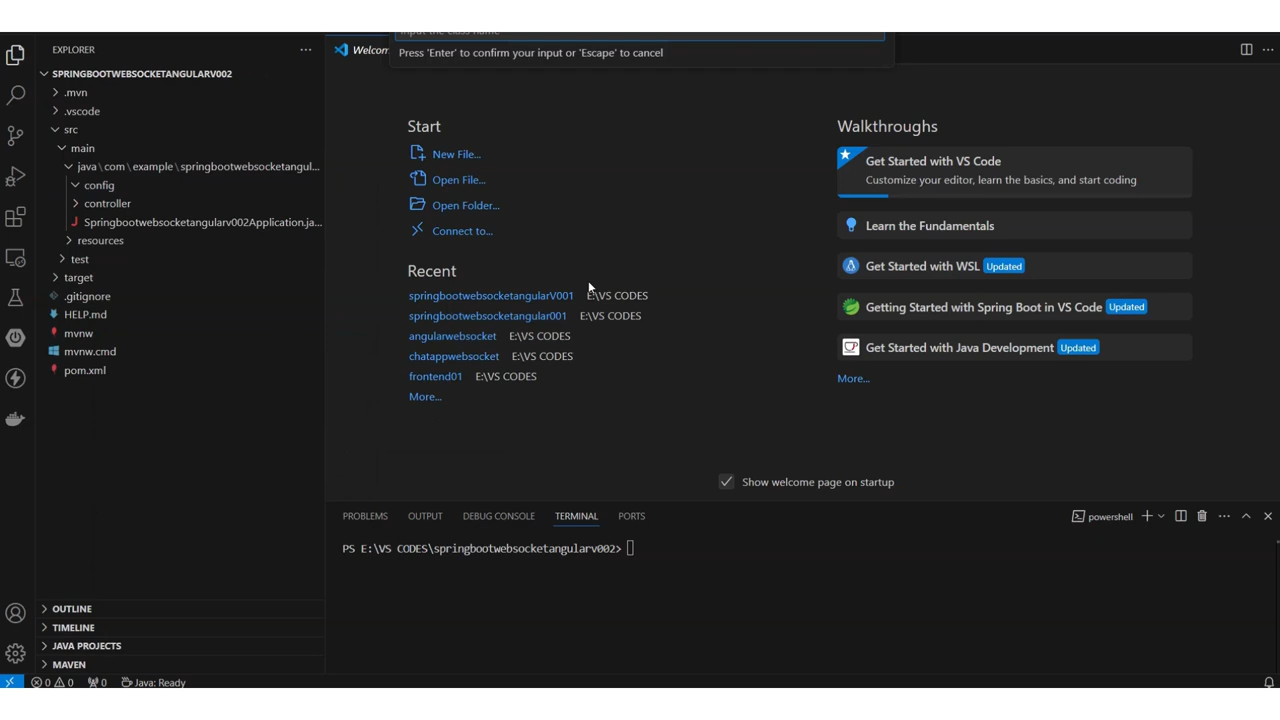 Input the class name
EXPLORER
Welcom
Press 'Enter' to confirm your input or 'Escape' to cancel
SPRINGBOOTWEBSOCKETANGULARV002
.mvn
.vscode
src
main
java\com\example\springbootwebsocketangul...
config
controller
Springbootwebsocketangularv002Application.ja...
resources
test
target
.gitignore
HELP.md
mvnw
mvnw.cmd
pom.xml
OUTLINE
TIMELINE
JAVA PROJECTS
MAVEN
Start
New File...
Open File...
Open Folder...
Connect to...
Recent
springbootwebsocketangularV001 E:\VS CODES
springbootwebsocketangular001 E:\VS CODES
angularwebsocket E:\VS CODES
chatappwebsocket E:\VS CODES
frontend01 E:\VS CODES
More...
Walkthroughs
Get Started with VS Code
Customize your editor, learn the basics, and start coding
Learn the Fundamentals
Get Started with WSL Updated
Getting Started with Spring Boot in VS Code Updated
Get Started with Java Development Updated
More...
Show welcome page on startup
PROBLEMS OUTPUT DEBUG CONSOLE TERMINAL PORTS
powershell
PS E:\VS CODES\springbootwebsocketangularv002>
0 0 0 Java: Ready